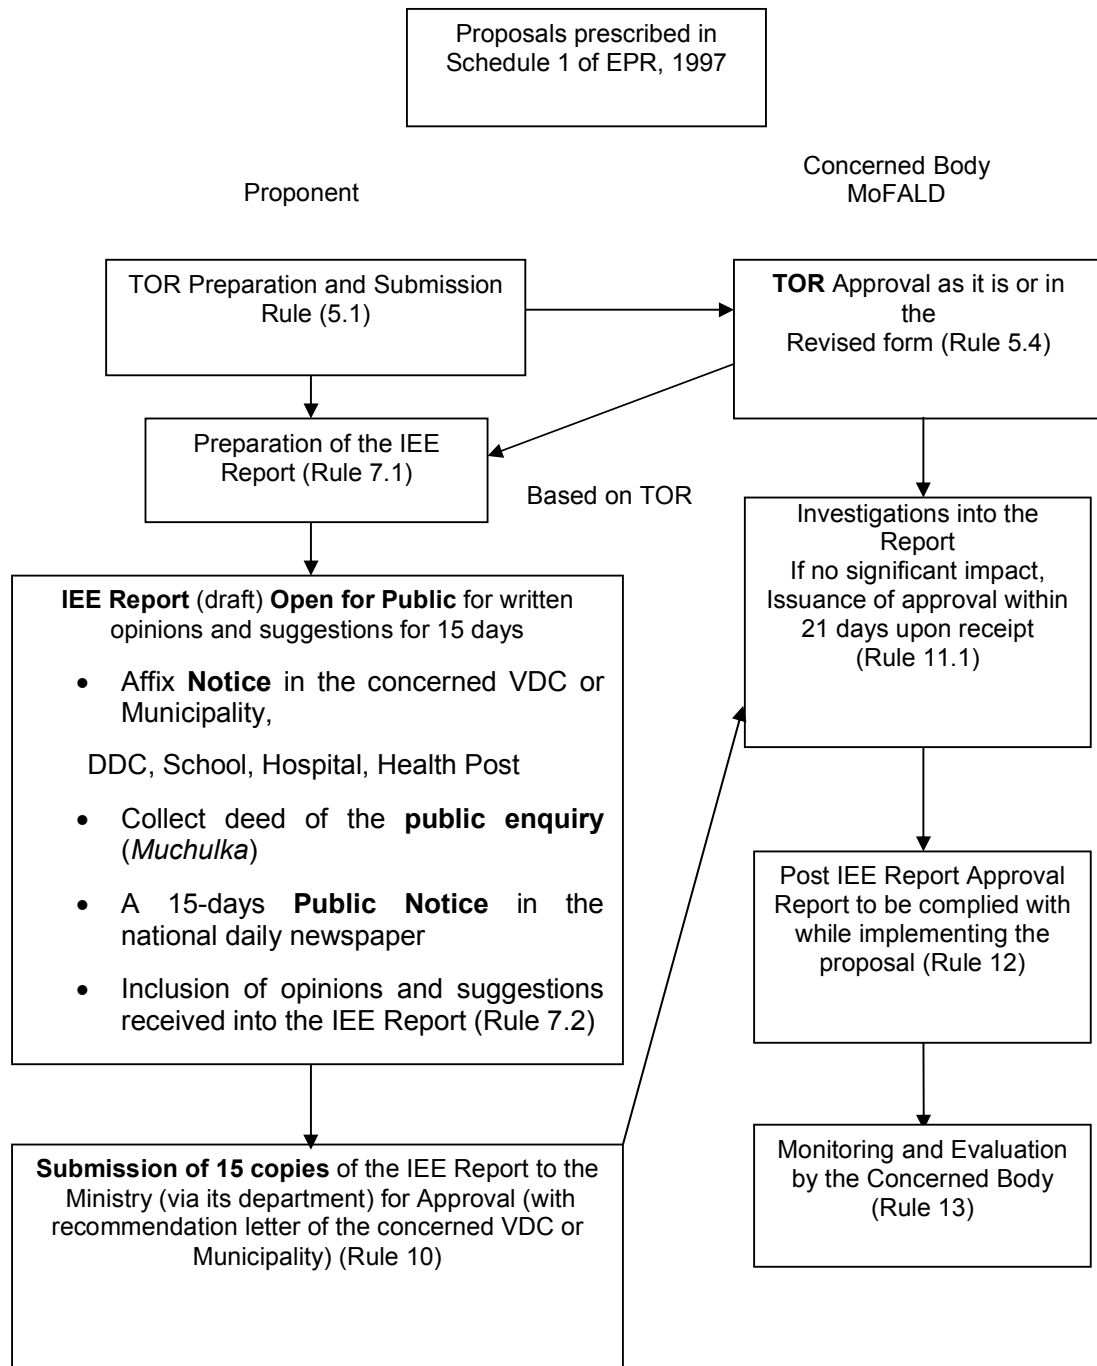 Proposals prescribed in
Schedule 1 of EPR, 1997
Proponent
Concerned Body
MoFALD
TOR Preparation and Submission
Rule (5.1)
TOR Approval as it is or in
the
Revised form (Rule 5.4)
Preparation of the IEE
Report (Rule 7.1)
Based on TOR
Investigations into the
Report
If no significant impact,
Issuance of approval within
21 days upon receipt
(Rule 11.1)
IEE Report (draft) Open for Public for written
opinions and suggestions for 15 days
• Affix Notice in the concerned VDC or
Municipality,
DDC, School, Hospital, Health Post
• Collect deed of the public enquiry
(Muchulka)
• A 15-days Public Notice in the
national daily newspaper
• Inclusion of opinions and suggestions
received into the IEE Report (Rule 7.2)
Post IEE Report Approval
Report to be complied with
while implementing the
proposal (Rule 12)
Submission of 15 copies of the IEE Report to the
Ministry (via its department) for Approval (with
recommendation letter of the concerned VDC or
Municipality) (Rule 10)
Monitoring and Evaluation
by the Concerned Body
(Rule 13)